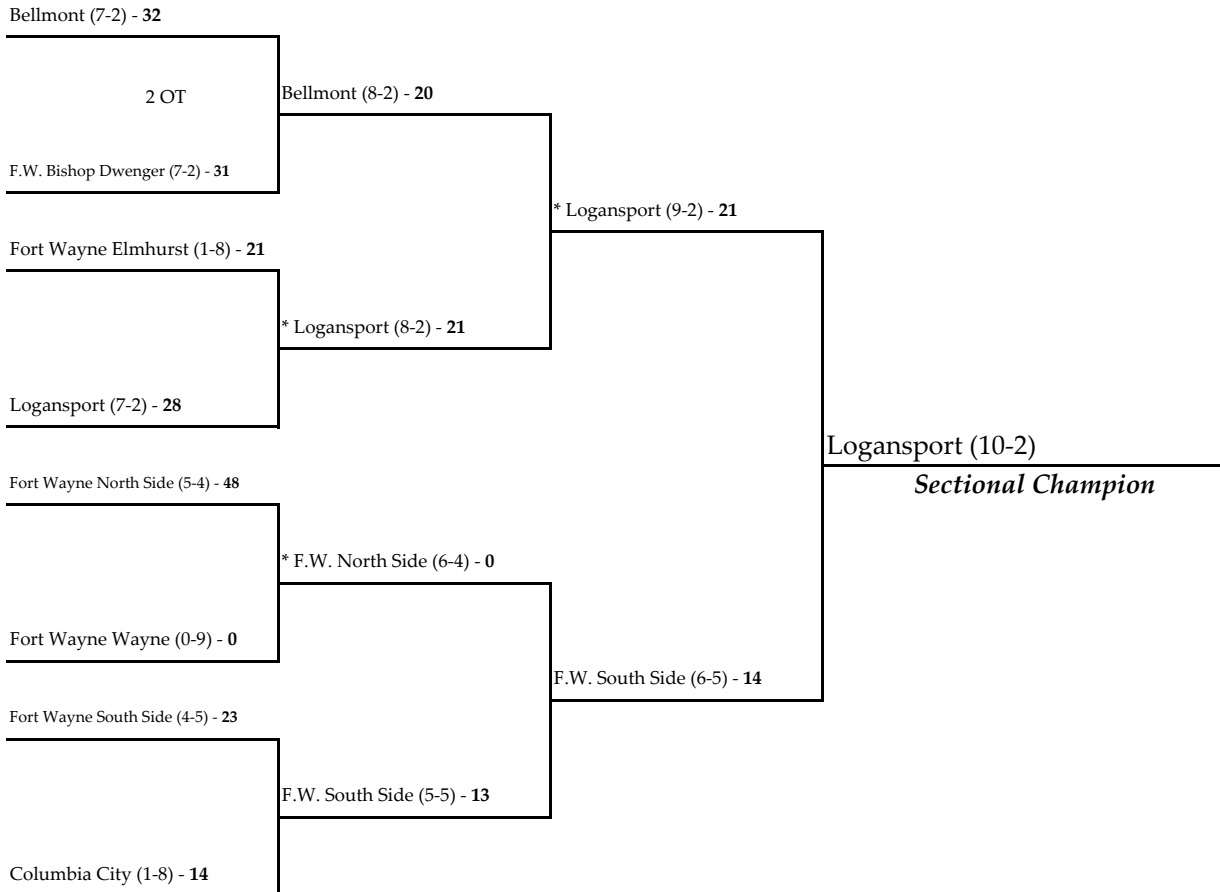 Bellmont (7-2) - 32
2 OT
Bellmont (8-2) - 20
F.W. Bishop Dwenger (7-2) - 31
* Logansport (9-2) - 21
Fort Wayne Elmhurst (1-8) - 21
* Logansport (8-2) - 21
Logansport (7-2) - 28
Logansport (10-2)
Sectional Champion
Fort Wayne North Side (5-4) - 48
* F.W. North Side (6-4) - 0
Fort Wayne Wayne (0-9) - 0
F.W. South Side (6-5) - 14
Fort Wayne South Side (4-5) - 23
F.W. South Side (5-5) - 13
Columbia City (1-8) - 14